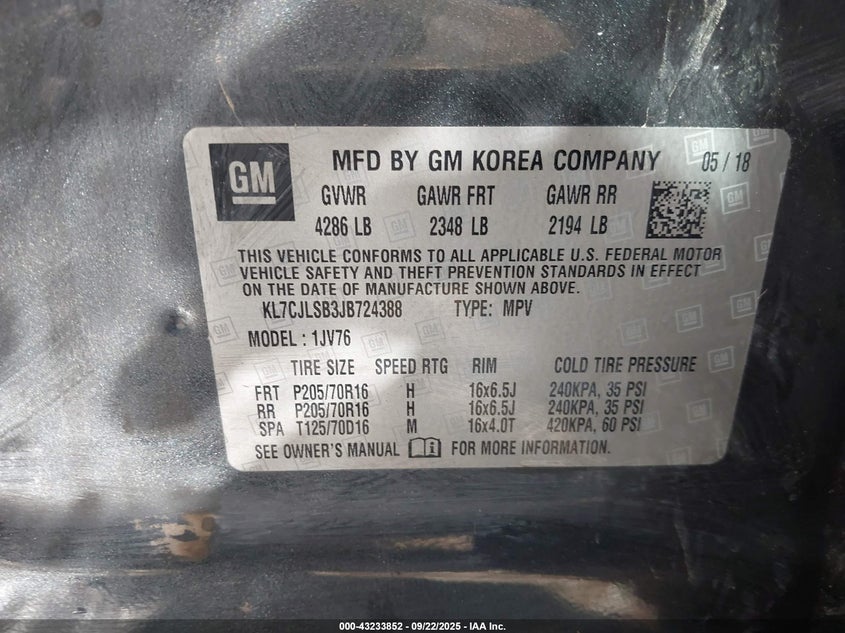 GM MFD BY GM KOREA COMPANY 05 / 18
GVWR GAWR FRT GAWR RR
4286 LB 2348 LB 2194 LB
THIS VEHICLE CONFORMS TO ALL APPLICABLE U.S. FEDERAL MOTOR
VEHICLE SAFETY AND THEFT PREVENTION STANDARDS IN EFFECT
ON THE DATE OF MANUFACTURE SHOWN ABOVE.
KL7CJLSB3JB724388 TYPE: MPV
MODEL : 1JV76
TIRE SIZE SPEED RTG RIM COLD TIRE PRESSURE
FRT P205/70R16 H 16x6.5J 240KPA, 35 PSI
RR P205/70R16 H 16x6.5J 240KPA, 35 PSI
SPA T125/70D16 M 16x4.0T 420KPA, 60 PSI
SEE OWNER'S MANUAL FOR MORE INFORMATION.
000-43233852 - 09/22/2025 - IAA Inc.